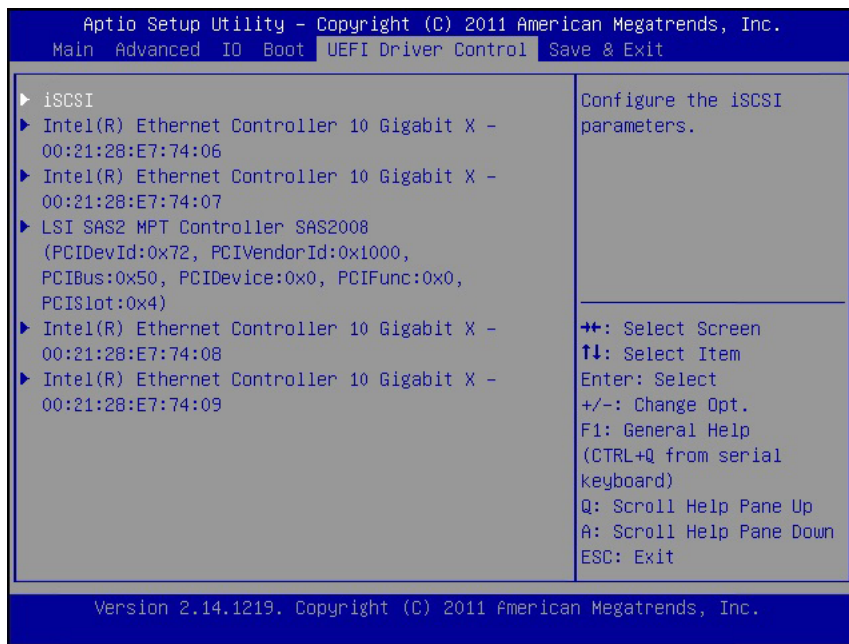 Aptio Setup Utility – Copyright (C) 2011 American Megatrends, Inc.
Main Advanced IO Boot UEFI Driver Control Save & Exit
iSCSI
Intel(R) Ethernet Controller 10 Gigabit X –
00:21:28:E7:74:06
Intel(R) Ethernet Controller 10 Gigabit X –
00:21:28:E7:74:07
LSI SAS2 MPT Controller SAS2008
(PCIDevId:0x72, PCIVendorId:0x1000,
PCIBus:0x50, PCIDevice:0x0, PCIFunc:0x0,
PCISlot:0x4)
Intel(R) Ethernet Controller 10 Gigabit X –
00:21:28:E7:74:08
Intel(R) Ethernet Controller 10 Gigabit X –
00:21:28:E7:74:09
Configure the iSCSI
parameters.
→←: Select Screen
↑↓: Select Item
Enter: Select
+/-: Change Opt.
F1: General Help
(CTRL+Q from serial
keyboard)
Q: Scroll Help Pane Up
A: Scroll Help Pane Down
ESC: Exit
Version 2.14.1219. Copyright (C) 2011 American Megatrends, Inc.